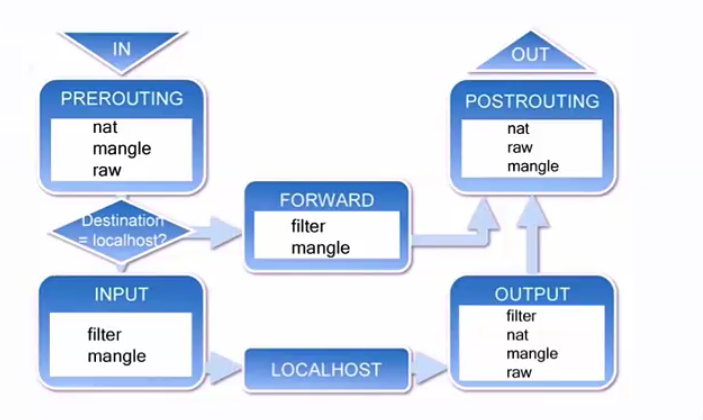 IN
OUT
PREROUTING
nat
mangle
raw
POSTROUTING
nat
raw
mangle
Destination
= localhost?
FORWARD
filter
mangle
INPUT
filter
mangle
LOCALHOST
OUTPUT
filter
nat
mangle
raw